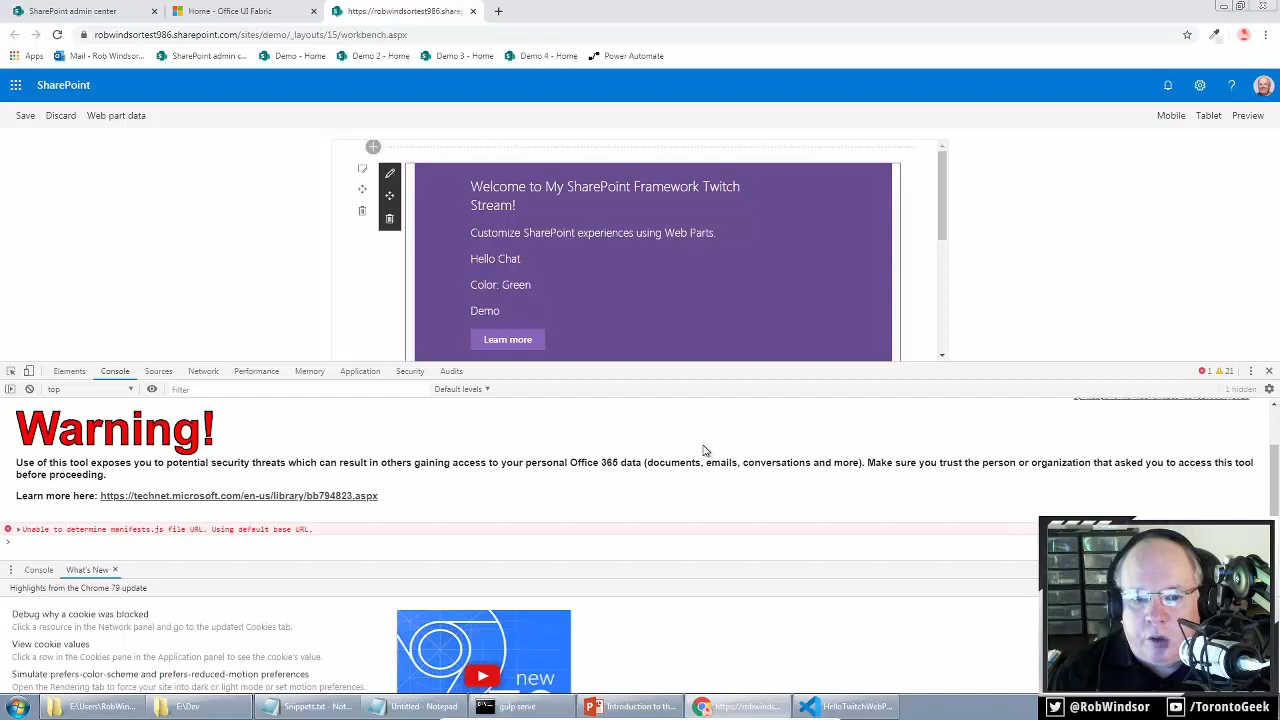 SharePoint admin center
Home - Office UI Fabric
https://robwindsortest986.share
robwindsortest986.sharepoint.com/sites/demo/_layouts/15/workbench.aspx
Apps
Mail - Rob Windsor...
SharePoint admin c...
Demo - Home
Demo 2 - Home
Demo 3 - Home
Demo 4 - Home
Power Automate
SharePoint
Save
Discard
Web part data
Mobile
Tablet
Preview
Welcome to My SharePoint Framework Twitch
Stream!
Customize SharePoint experiences using Web Parts.
Hello Chat
Color: Green
Demo
Learn more
Elements
Console
Sources
Network
Performance
Memory
Application
Security
Audits
1
21
top
Filter
Default levels
1 hidden
Warning!
Use of this tool exposes you to potential security threats which can result in others gaining access to your personal Office 365 data (documents, emails, conversations and more). Make sure you trust the person or organization that asked you to access this tool
before proceeding.
Learn more here: https://technet.microsoft.com/en-us/library/bb794823.aspx
Unable to determine manifests.js file URL. Using default base URL.
Console
What's New
Highlights from the Chrome 79 update
Debug why a cookie was blocked
Click a resource in the Network panel and go to the updated Cookies tab.
View cookie values
Click a row in the Cookies pane in the Application panel to see the cookie's value.
Simulate prefers-color-scheme and prefers-reduced-motion preferences
Open the Rendering tab to force your site into dark or light mode or set motion preferences.
new
E:\Users\RobWin...
E:\Dev
Snippets.txt - Not...
Untitled - Notepad
gulp serve
Introduction to th...
https://robwinds...
HelloTwitchWebP...
@RobWindsor
/TorontoGeek